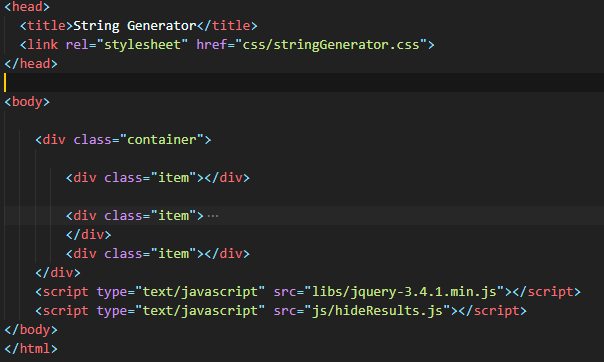 <head>
<title>String Generator</title>
<link rel="stylesheet" href="css/stringGenerator.css">
</head>
<body>
<div class="container">
<div class="item"></div>
<div class="item">···
</div>
<div class="item"></div>
</div>
<script type="text/javascript" src="libs/jquery-3.4.1.min.js"></script>
<script type="text/javascript" src="js/hideResults.js"></script>
</body>
</html>